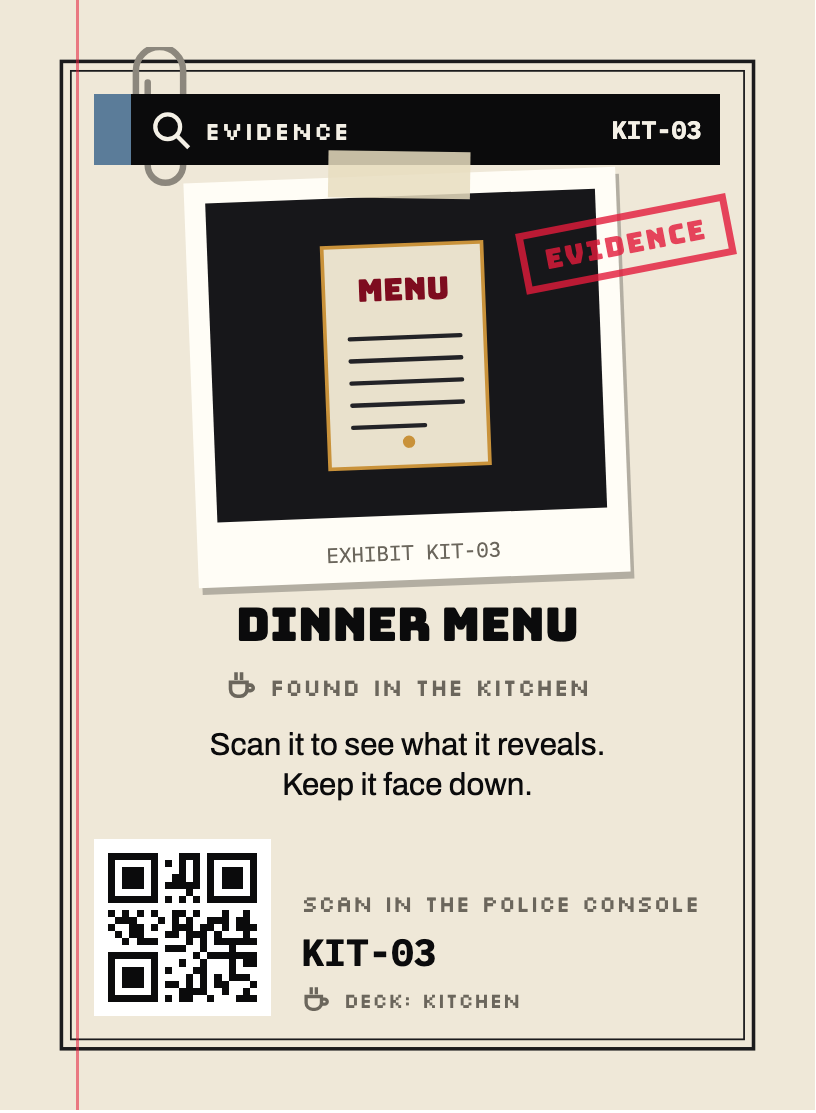 EVIDENCE
KIT-03
EVIDENCE
MENU
EXHIBIT KIT-03
DINNER MENU
FOUND IN THE KITCHEN
Scan it to see what it reveals.
Keep it face down.
SCAN IN THE POLICE CONSOLE
KIT-03
DECK: KITCHEN